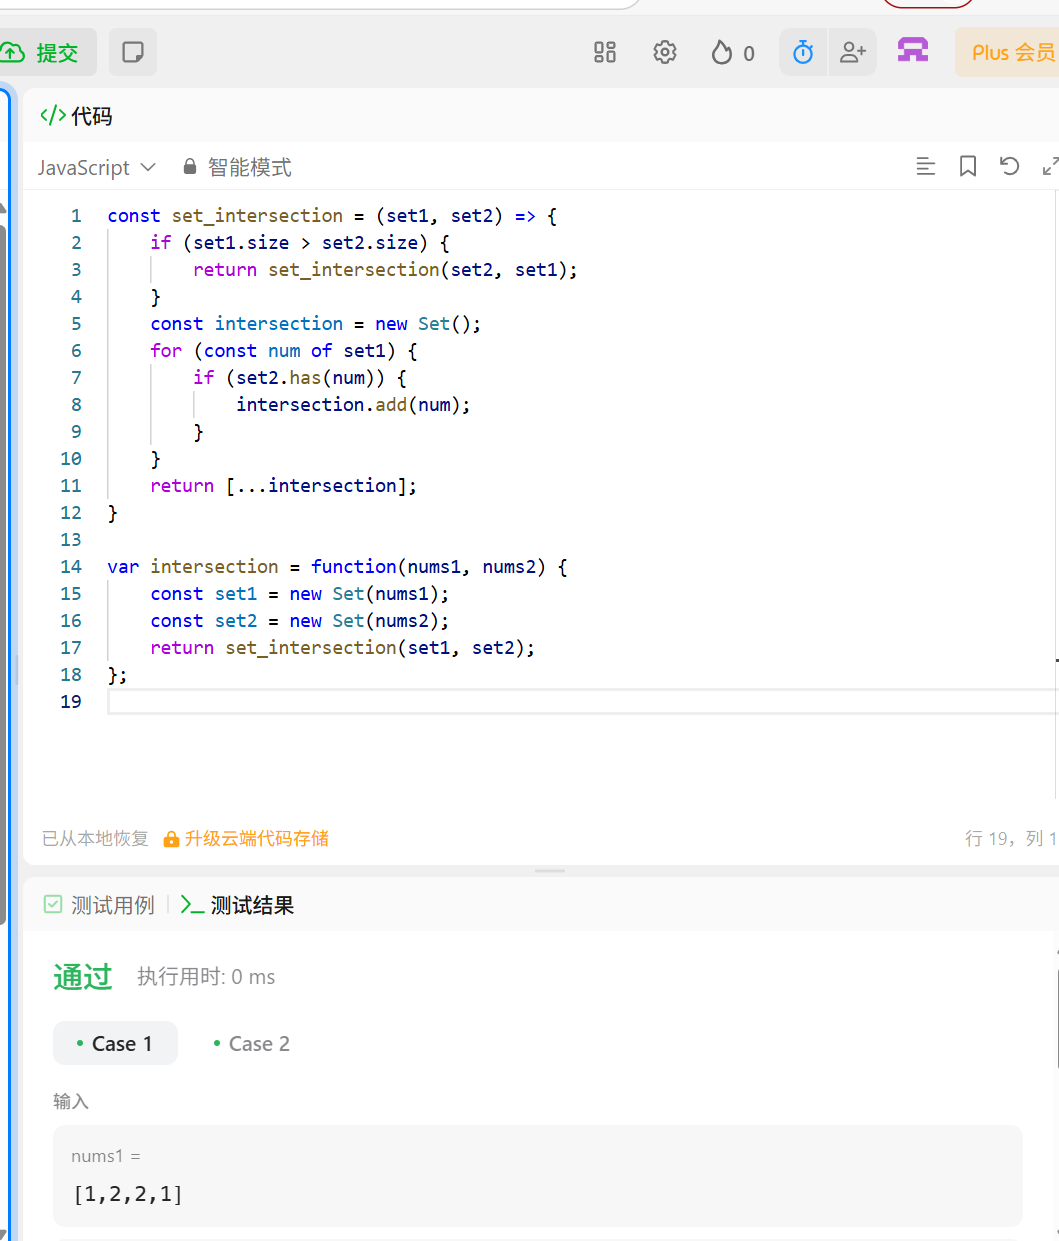 提交
0
Plus 会员
代码
JavaScript 智能模式
1 const set_intersection = (set1, set2) => {
2     if (set1.size > set2.size) {
3         return set_intersection(set2, set1);
4     }
5     const intersection = new Set();
6     for (const num of set1) {
7         if (set2.has(num)) {
8             intersection.add(num);
9         }
10     }
11     return [...intersection];
12 }
13
14 var intersection = function(nums1, nums2) {
15     const set1 = new Set(nums1);
16     const set2 = new Set(nums2);
17     return set_intersection(set1, set2);
18 };
19
已从本地恢复 升级云端代码存储 行 19，列 1
测试用例 测试结果
通过 执行用时: 0 ms
Case 1 Case 2
输入
nums1 =
[1,2,2,1]